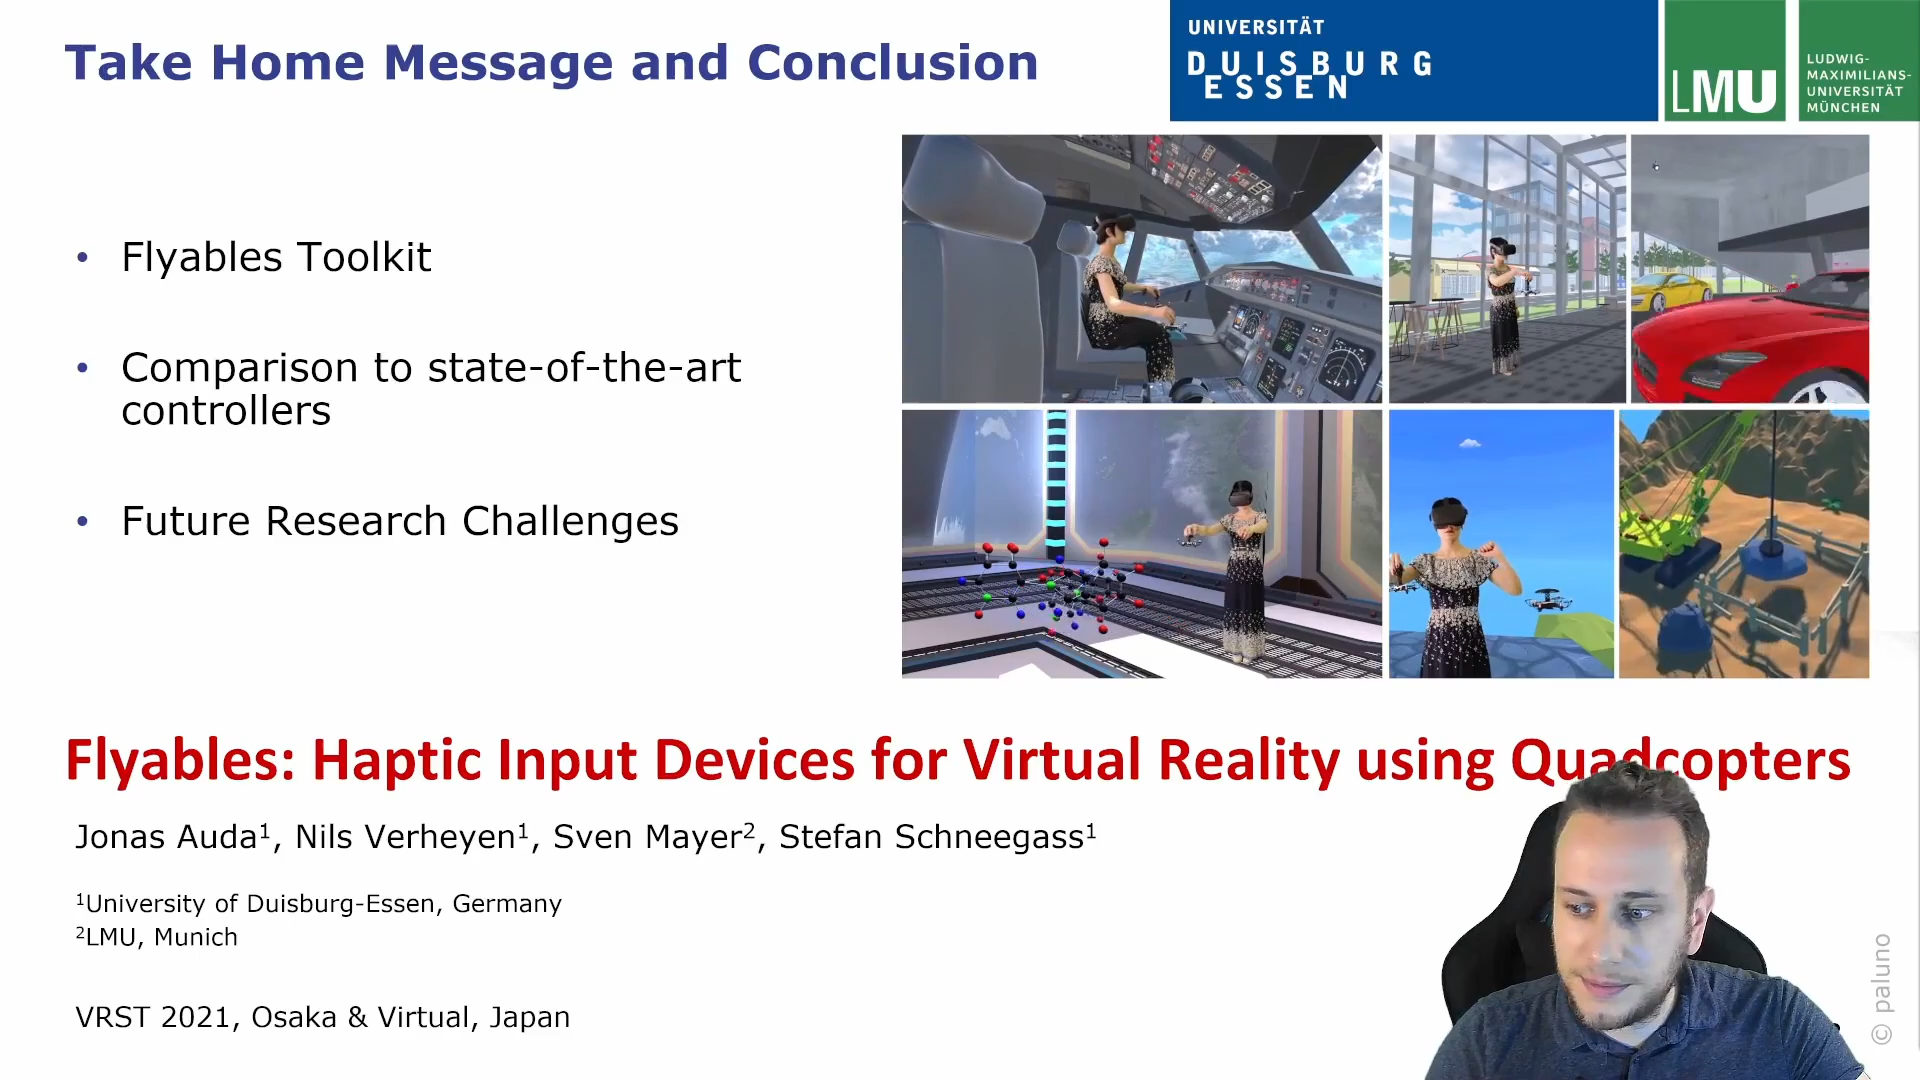 Take Home Message and Conclusion
UNIVERSITÄT
DUISBURG
ESSEN
LMU
LUDWIG-
MAXIMILIANS-
UNIVERSITÄT
MÜNCHEN
• Flyables Toolkit
• Comparison to state-of-the-art
controllers
• Future Research Challenges
Flyables: Haptic Input Devices for Virtual Reality using Quadcopters
Jonas Auda¹, Nils Verheyen¹, Sven Mayer², Stefan Schneegass¹
¹University of Duisburg-Essen, Germany
²LMU, Munich
VRST 2021, Osaka & Virtual, Japan
© paluno